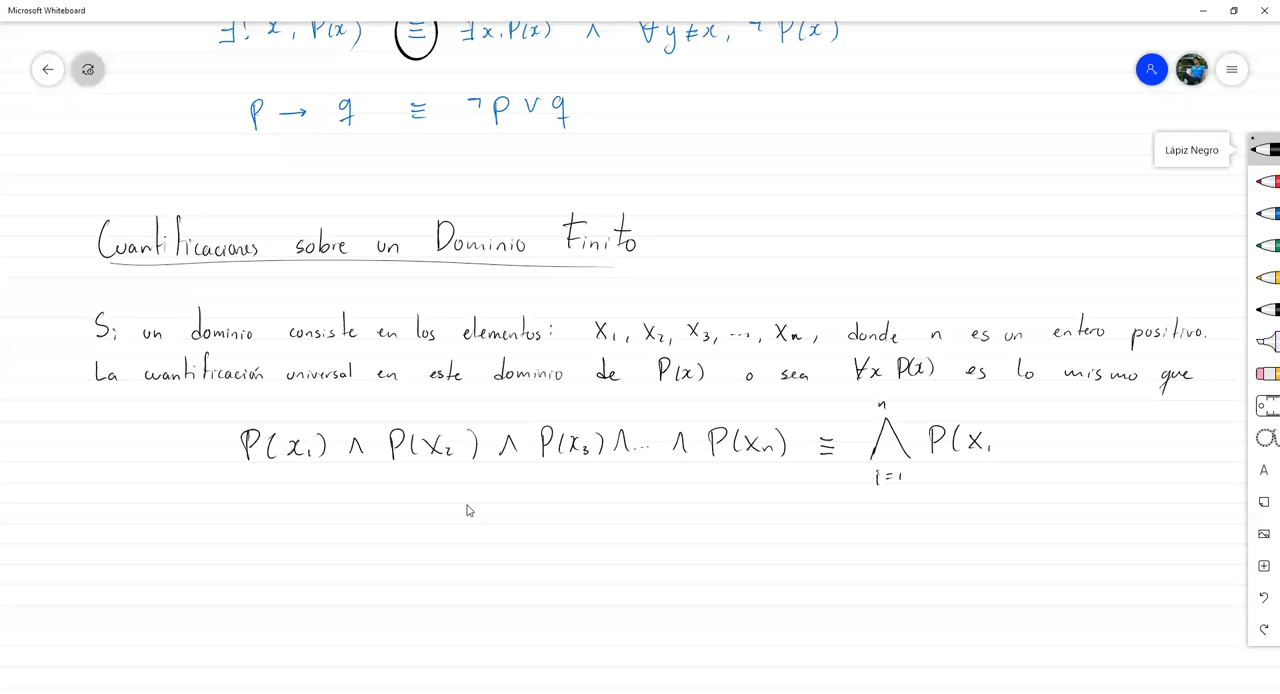 Microsoft Whiteboard
∃! x, P(x) ≡ ∃x, P(x) ∧ ∀y≠x, ¬P(x)
p → q ≡ ¬p ∨ q
Lápiz Negro
Cuantificaciones sobre un Dominio Finito
Si un dominio consiste en los elementos: x₁, x₂, x₃, ..., xₙ, donde n es un entero positivo.
La cuantificación universal en este dominio de P(x) o sea ∀x P(x) es lo mismo que
P(x₁) ∧ P(x₂) ∧ P(x₃) ∧ ... ∧ P(xₙ) ≡ ⋀ⁿᵢ₌₁ P(x,
A